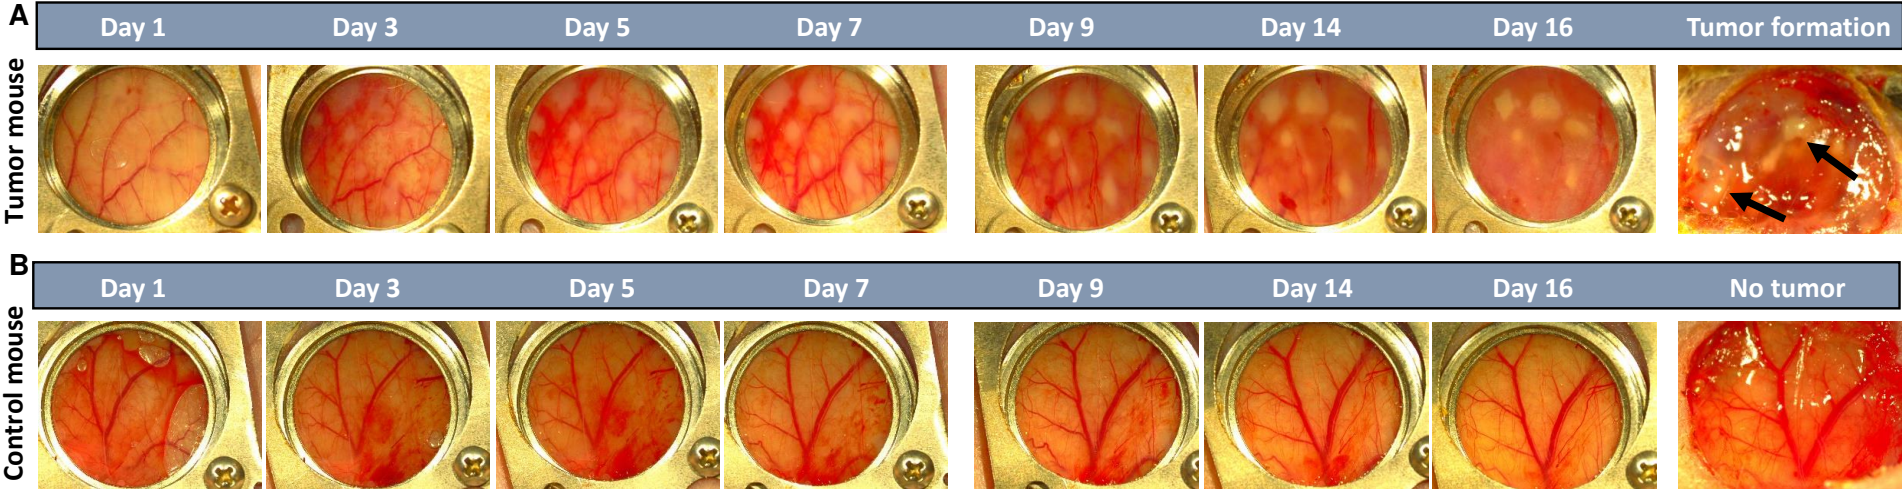 A
Day 1 Day 3 Day 5 Day 7 Day 9 Day 14 Day 16 Tumor formation
Tumor mouse
B
Day 1 Day 3 Day 5 Day 7 Day 9 Day 14 Day 16 No tumor
Control mouse